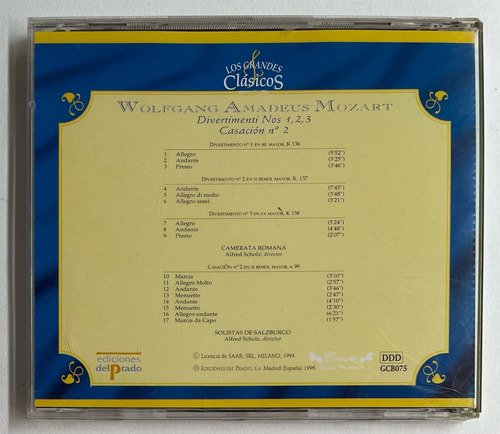 LOS GRANDES
CLÁSICOS
WOLFGANG AMADEUS MOZART
Divertimenti Nos 1,2,3
Casación nº 2
DIVERTIMENTO Nº 1 EN RE MAYOR, K 136
1 Allegro (5'52")
2 Andante (5'25")
3 Presto (3'46")
DIVERTIMENTO Nº 2 EN SI BEMOL MAYOR, K. 137
4 Andante (7'45")
5 Allegro di molto (3'48")
6 Allegro assai (3'21")
DIVERTIMENTO Nº 3 EN FA MAYOR, K 138
7 Allegro (5'24")
8 Andante (4'48")
9 Presto (2'07")
CAMERATA ROMANA
Alfred Scholz, director
CASACIÓN Nº 2 EN SI BEMOL MAYOR, K 99
10 Marcia (3'10")
11 Allegro Molto (2'57")
12 Andante (3'46")
13 Menuetto (2'47")
14 Andante (4'10")
15 Menuetto (2'30")
16 Allegro-andante (6'21")
17 Marcia da Capo (1'57")
SOLISTAS DE SALZBURGO
Alfred Scholz, director
ediciones
del Prado
© Licencia de SAAR, SRL, MILANO, 1994
Ⓓ EDICIONES DEL PRADO, S.A. Madrid (España) 1996
Concerto
DDD
GCB075